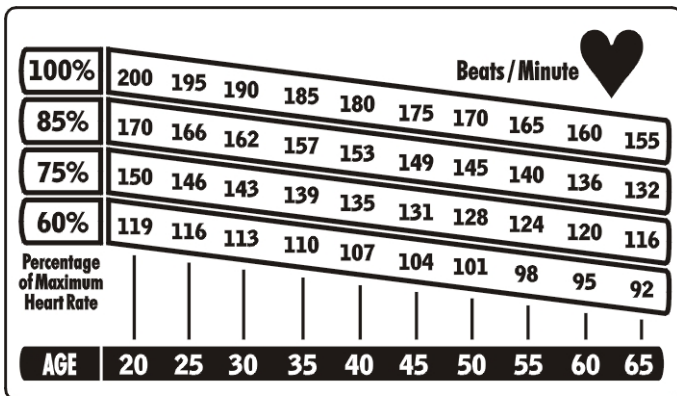 Beats / Minute
100% 200 195 190 185 180 175 170 165 160 155
85% 170 166 162 157 153 149 145 140 136 132
75% 150 146 143 139 135 131 128 124 120 116
60% 119 116 113 110 107 104 101 98 95 92
Percentage
of Maximum
Heart Rate
AGE 20 25 30 35 40 45 50 55 60 65